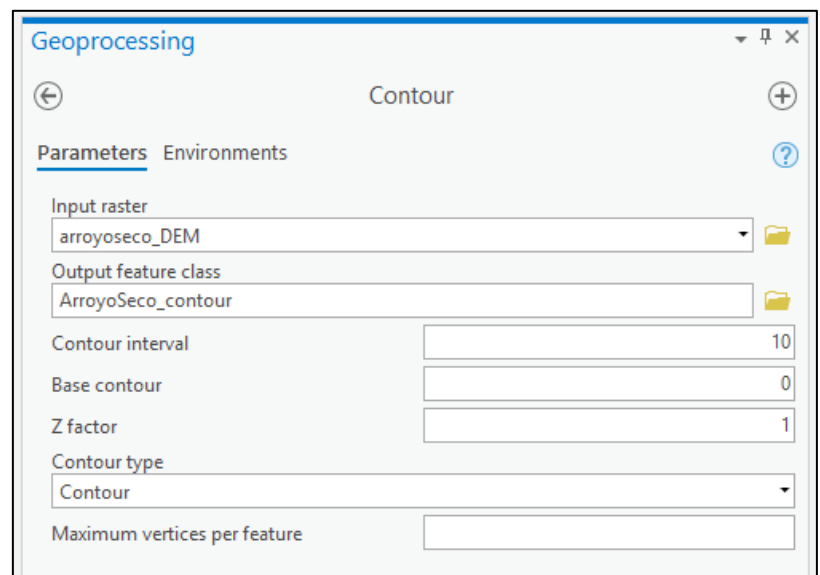 Geoprocessing
Contour
Parameters Environments
Input raster
arroyoseco_DEM
Output feature class
ArroyoSeco_contour
Contour interval 10
Base contour 0
Z factor 1
Contour type
Contour
Maximum vertices per feature